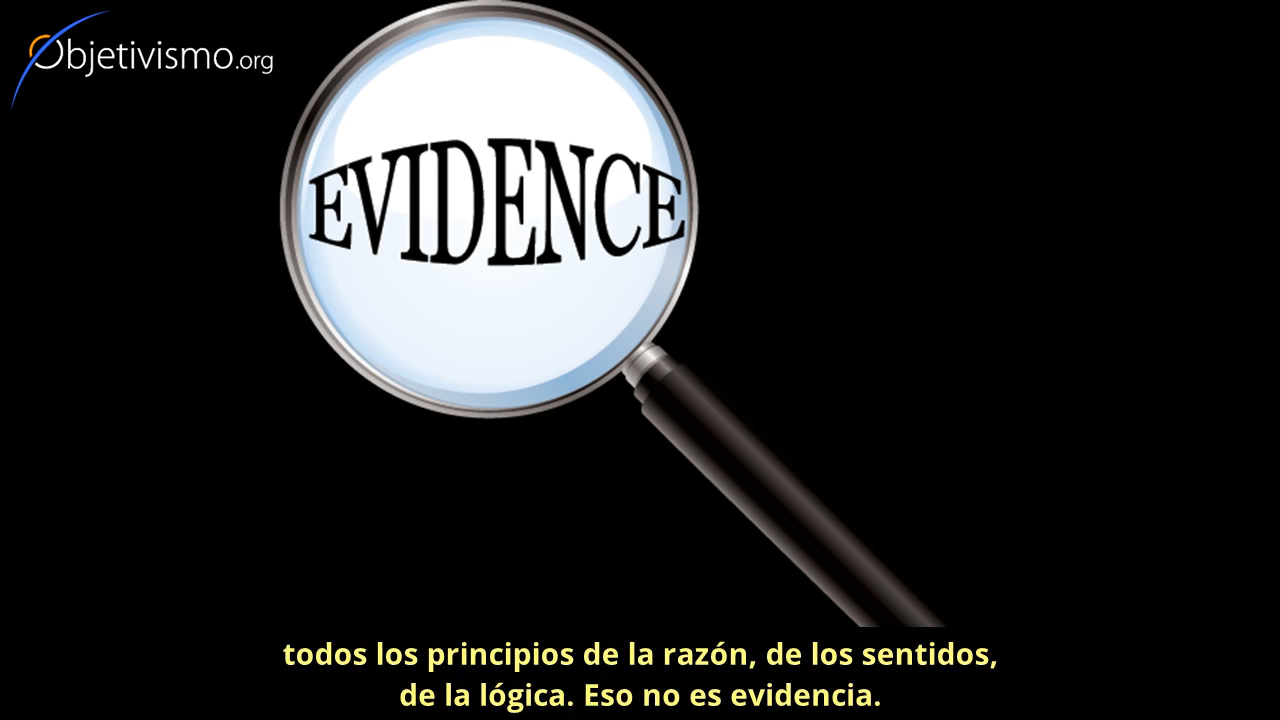 Objetivismo.org
EVIDENCE
todos los principios de la razón, de los sentidos,
de la lógica. Eso no es evidencia.